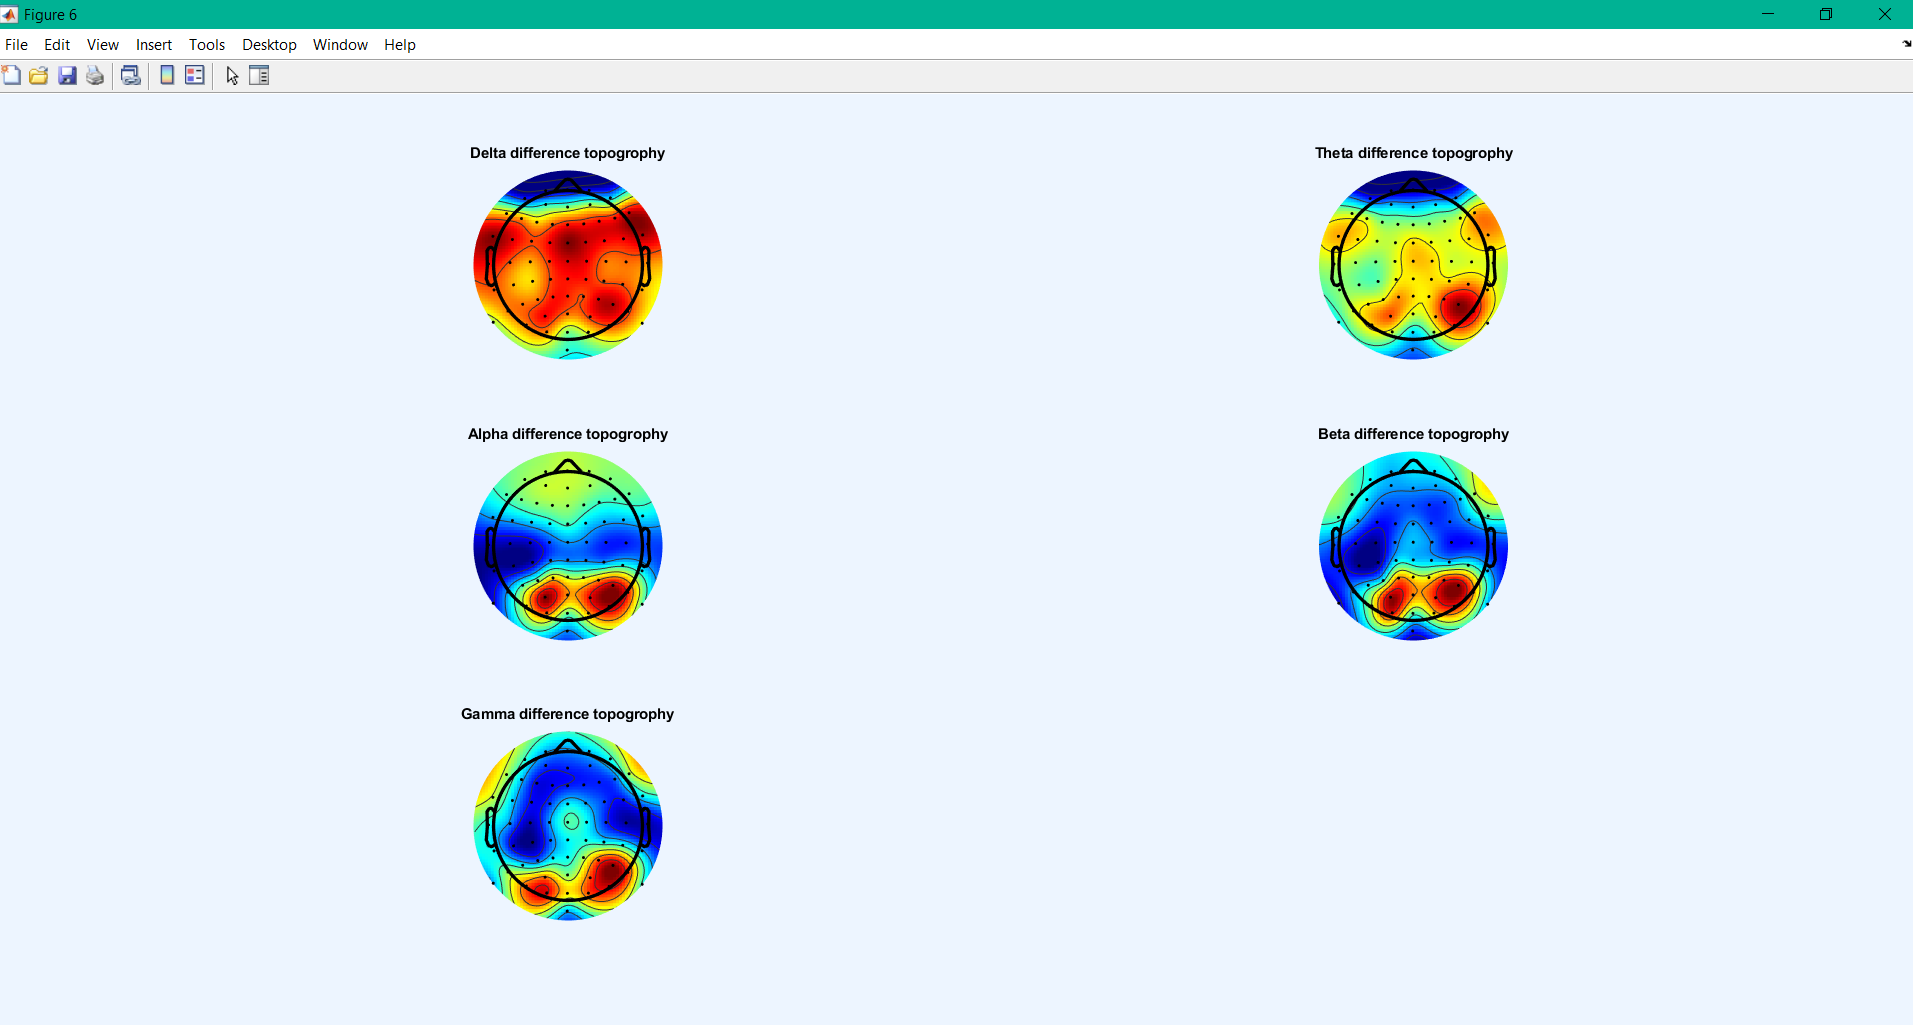 Figure 6
File Edit View Insert Tools Desktop Window Help
Delta difference topography
Theta difference topography
Alpha difference topography
Beta difference topography
Gamma difference topography